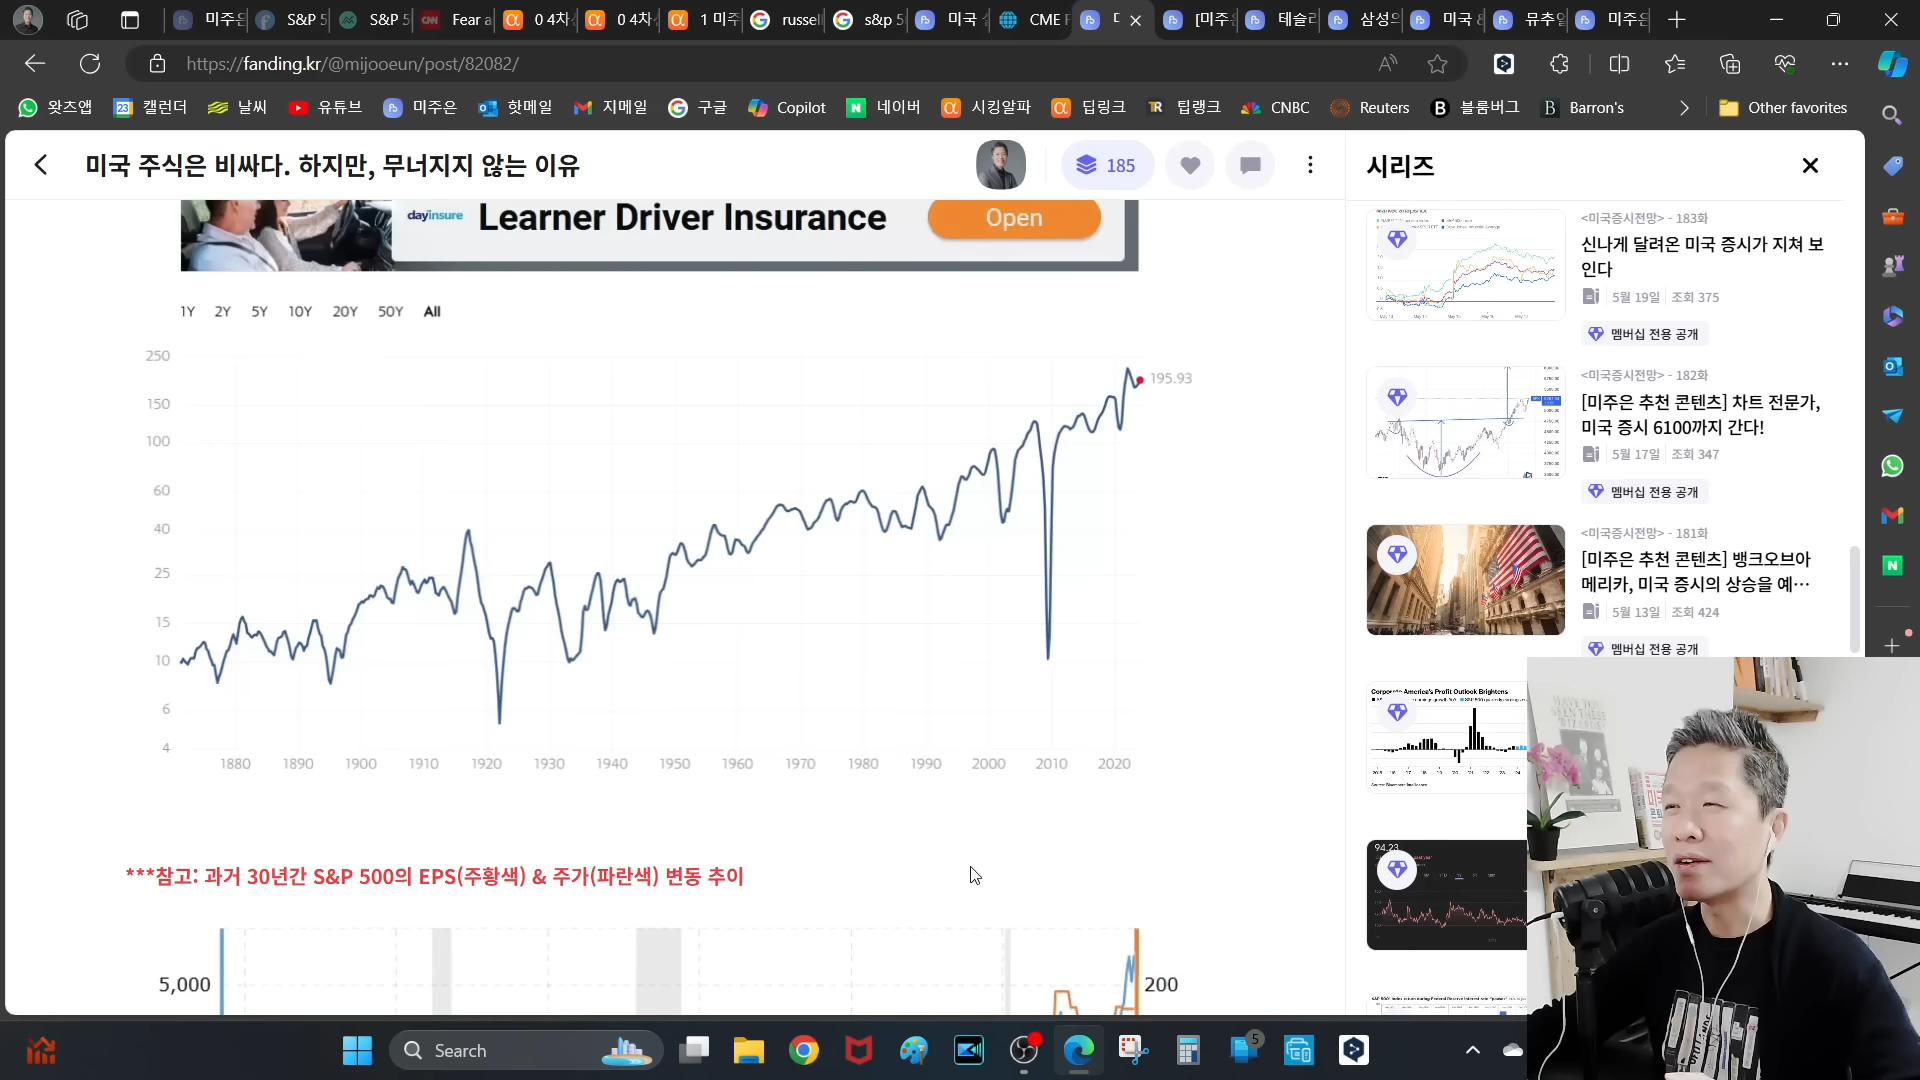 미주은
S&P 5
S&P 5
CNN
Fear a
0 4차
0 4차
1 미주
russell
s&p 5
미국
CME F
[미주은
테슬라
삼성의
미국
뮤추얼
미주은
https://fanding.kr/@mijooeun/post/82082/
왓츠앱
캘린더
날씨
유튜브
미주은
핫메일
지메일
구글
Copilot
네이버
시킹알파
딥링크
팁랭크
CNBC
Reuters
블룸버그
Barron's
Other favorites
미국 주식은 비싸다. 하지만, 무너지지 않는 이유
185
시리즈
dayinsure
Learner Driver Insurance
Open
1Y 2Y 5Y 10Y 20Y 50Y All
250
150
100
60
40
25
15
10
6
4
195.93
1880 1890 1900 1910 1920 1930 1940 1950 1960 1970 1980 1990 2000 2010 2020
***참고: 과거 30년간 S&P 500의 EPS(주황색) & 주가(파란색) 변동 추이
5,000
200
<미국증시전망> - 183화
신나게 달려온 미국 증시가 지쳐 보
인다
5월 19일 조회 375
멤버십 전용 공개
<미국증시전망> - 182화
[미주은 추천 콘텐츠] 차트 전문가,
미국 증시 6100까지 간다!
5월 17일 조회 347
멤버십 전용 공개
<미국증시전망> - 181화
[미주은 추천 콘텐츠] 뱅크오브아
메리카, 미국 증시의 상승을 예…
5월 13일 조회 424
멤버십 전용 공개
Corporate America's Profit Outlook Brightens
94.23
Search
5